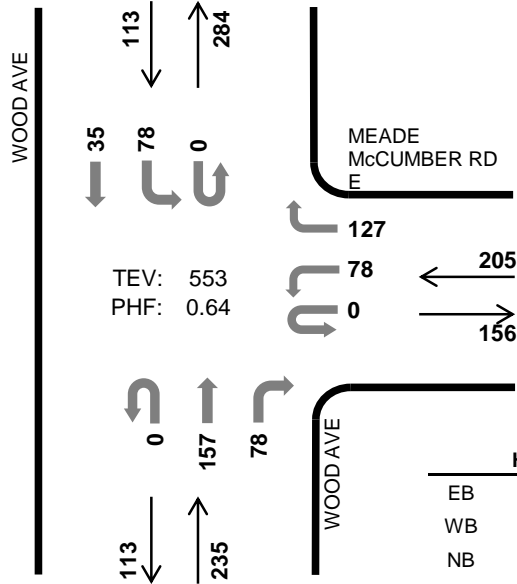 WOOD AVE
113
284
35
78
0
MEADE
McCUMBER RD
E
127
78
0
205
156
TEV: 553
PHF: 0.64
0
157
78
WOOD AVE
113
235
EB
WB
NB